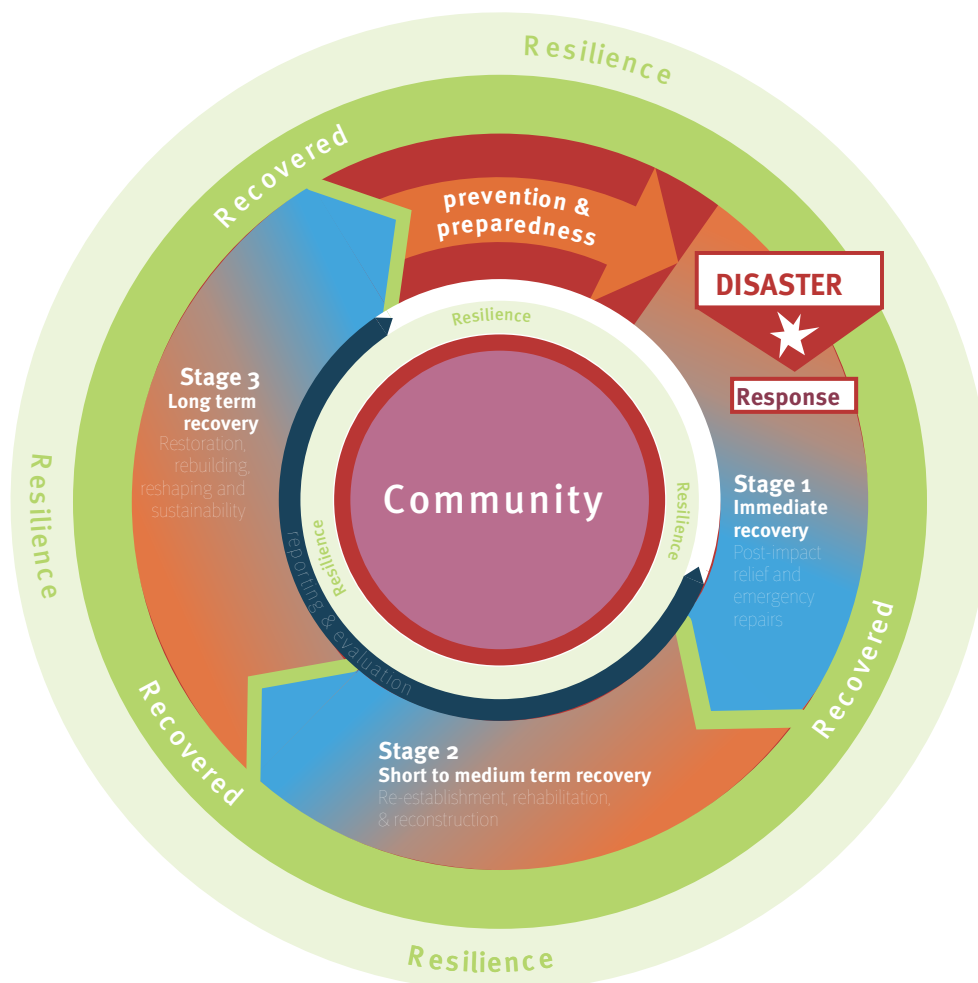 Resilience
Recovered
prevention &
preparedness
DISASTER
Response
Resilience
Stage 1
Immediate
recovery
Post-impact
relief and
emergency
repairs
Stage 3
Long term
recovery
Restoration,
rebuilding,
reshaping and
sustainability
Community
Resilience
Resilience
Resilience
reporting & evaluation
Recovered
Recovered
Stage 2
Short to medium term recovery
Re-establishment, rehabilitation,
& reconstruction
Resilience